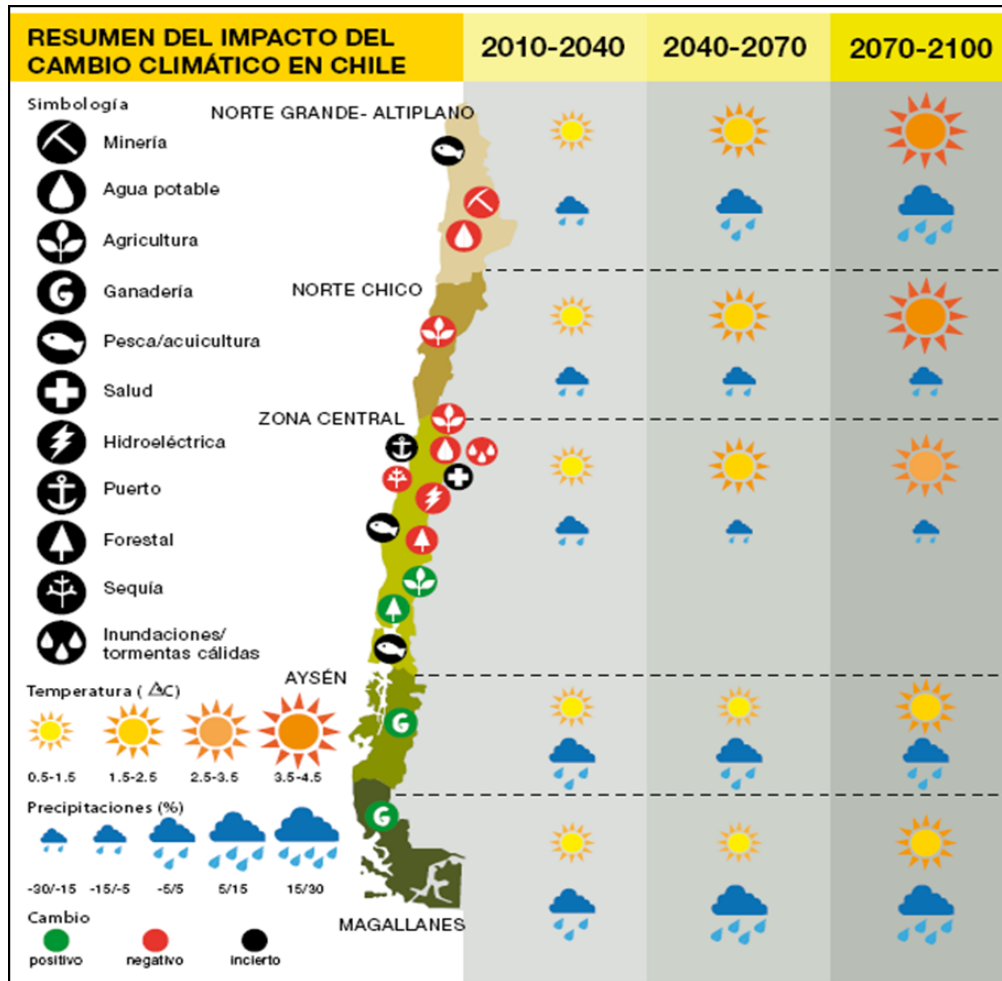 RESUMEN DEL IMPACTO DEL
CAMBIO CLIMÁTICO EN CHILE
2010-2040
2040-2070
2070-2100
Simbología
Minería
Agua potable
Agricultura
Ganadería
Pesca/acuicultura
Salud
Hidroeléctrica
Puerto
Forestal
Sequía
Inundaciones/
tormentas cálidas
NORTE GRANDE- ALTIPLANO
NORTE CHICO
ZONA CENTRAL
AYSÉN
MAGALLANES
Temperatura ( △C)
0.5-1.5 1.5-2.5 2.5-3.5 3.5-4.5
Precipitaciones (%)
-30/-15 -15/-5 -5/5 5/15 15/30
Cambio
positivo negativo incierto
G
G
G